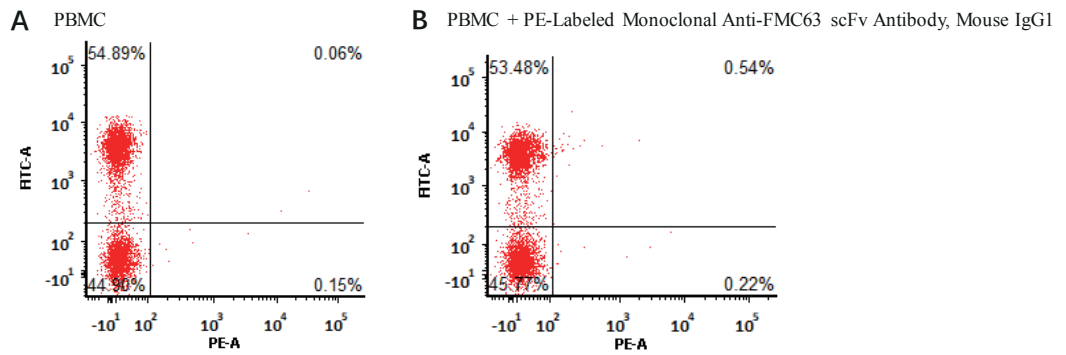 A PBMC
54.89% 0.06%
10^5
10^4
10^3
10^2
-10^1
FITC-A
44.90% 0.15%
-10^1 10^2 10^3 10^4 10^5
PE-A
B PBMC + PE-Labeled Monoclonal Anti-FMC63 scFv Antibody, Mouse IgG1
53.48% 0.54%
10^5
10^4
10^3
10^2
-10^1
FITC-A
45.77% 0.22%
-10^1 10^2 10^3 10^4 10^5
PE-A